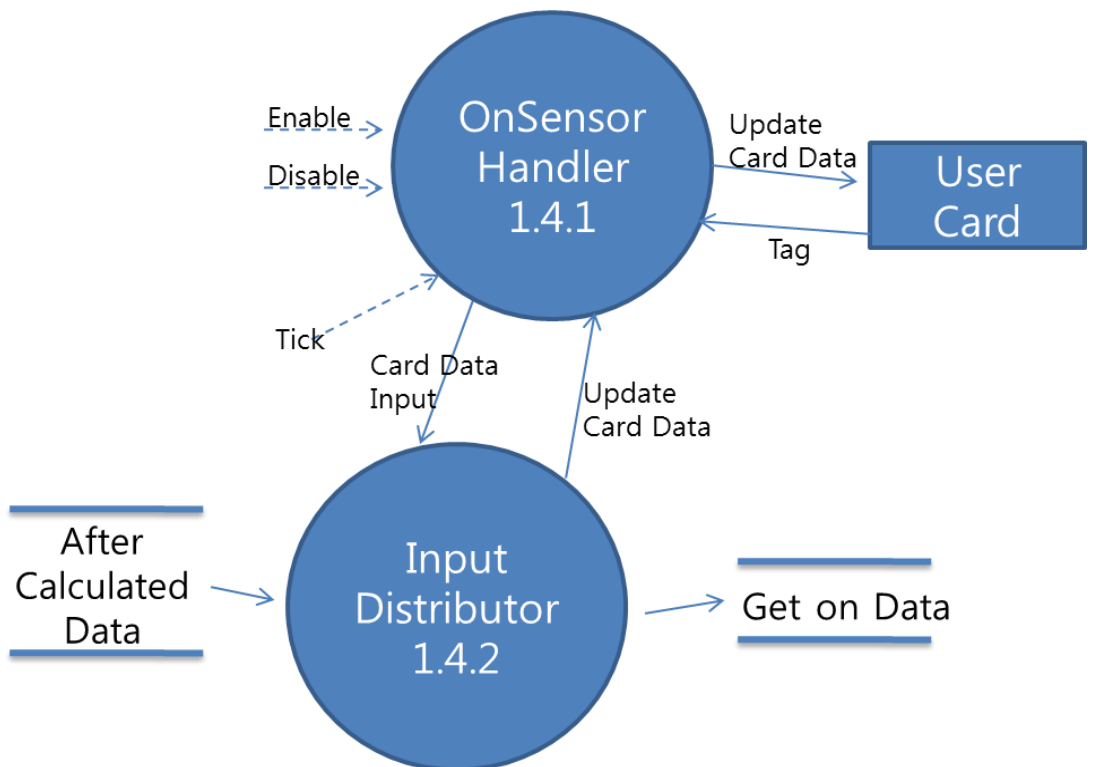 Enable
Disable
OnSensor
Handler
1.4.1
Update
Card Data
User
Card
Tag
Tick
Card Data
Input
Update
Card Data
After
Calculated
Data
Input
Distributor
1.4.2
Get on Data